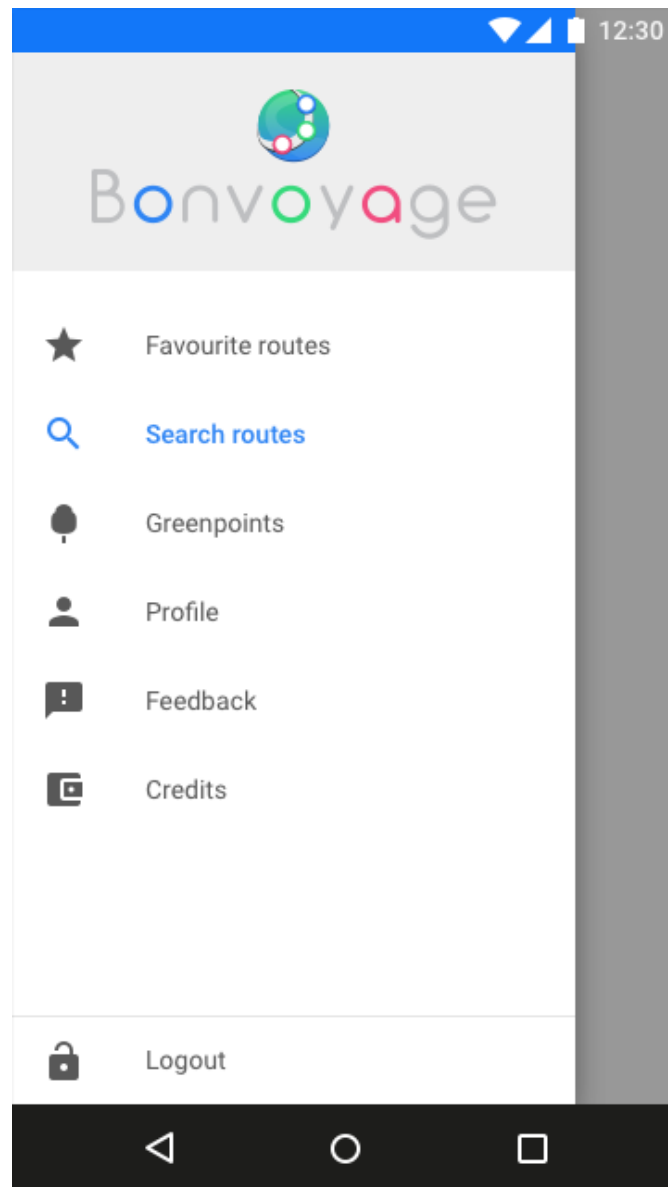 12:30
Bonvoyage
Favourite routes
Search routes
Greenpoints
Profile
Feedback
Credits
Logout